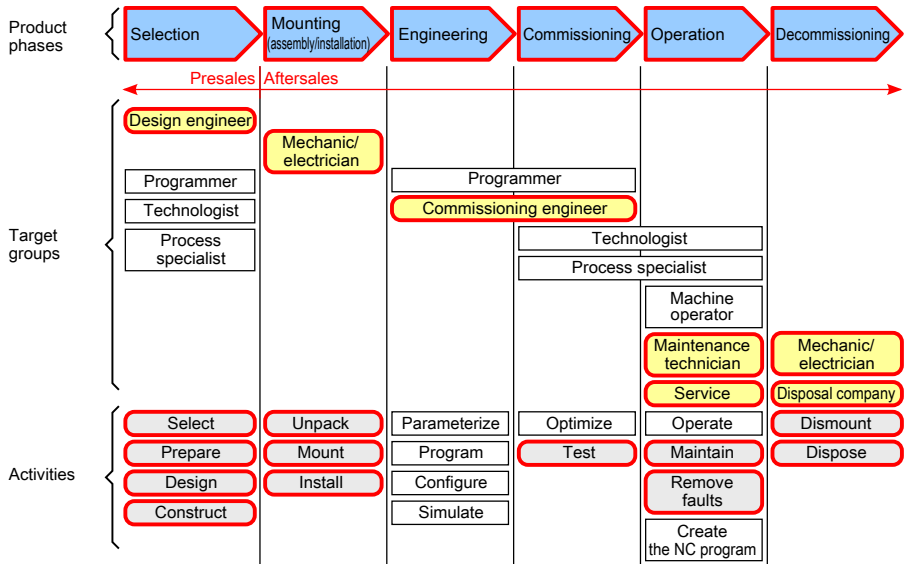 Product
phases
Selection
Mounting
(assembly/installation)
Engineering
Commissioning
Operation
Decommissioning
Presales
Aftersales
Target
groups
Design engineer
Mechanic/
electrician
Programmer
Programmer
Technologist
Commissioning engineer
Process
specialist
Technologist
Process specialist
Machine
operator
Maintenance
technician
Mechanic/
electrician
Service
Disposal company
Activities
Select
Unpack
Parameterize
Optimize
Operate
Dismount
Prepare
Mount
Program
Test
Maintain
Dispose
Design
Install
Configure
Remove
faults
Construct
Simulate
Create
the NC program